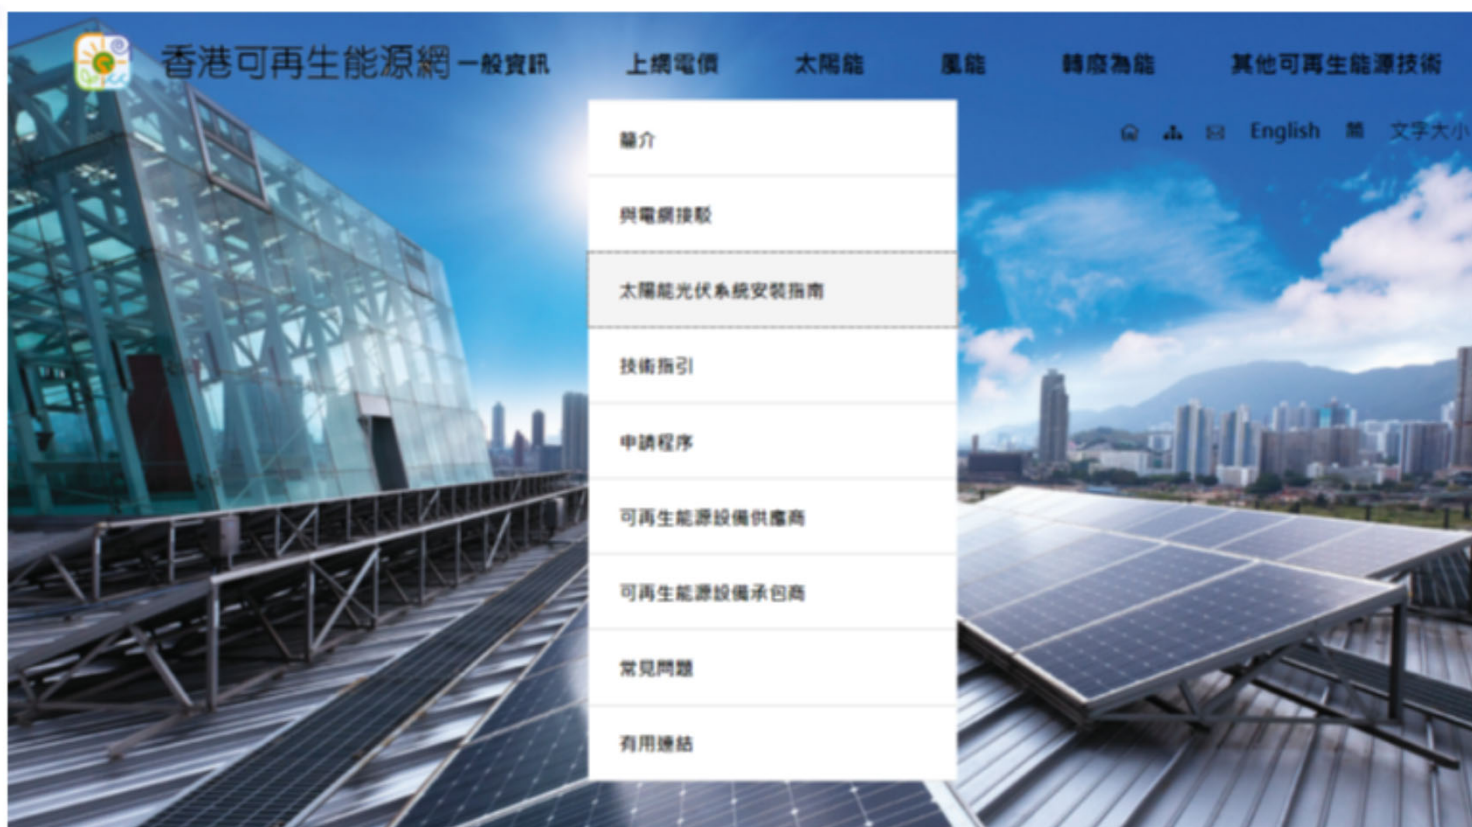 香港可再生能源網
一般資訊 上網電價 太陽能 風能 轉廢為能 其他可再生能源技術
English 簡 文字大小
簡介
與電網接駁
太陽能光伏系統安裝指南
技術指引
申請程序
可再生能源設備供應商
可再生能源設備承包商
常見問題
有用連結